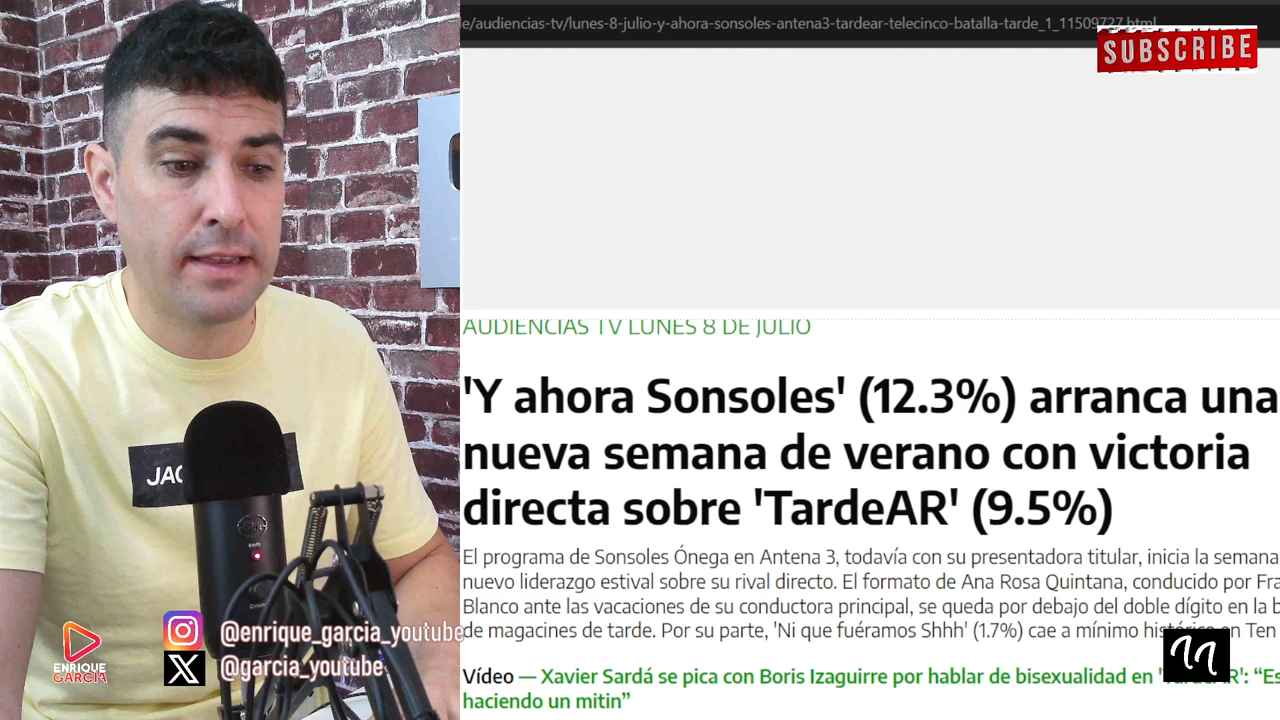 e/audiencias-tv/lunes-8-julio-y-ahora-sonsoles-antena3-tardear-telecinco-batalla-tarde_1_11509727.html
SUBSCRIBE
AUDIENCIAS TV LUNES 8 DE JULIO
'Y ahora Sonsoles' (12.3%) arranca una
nueva semana de verano con victoria
directa sobre 'TardeAR' (9.5%)
El programa de Sonsoles Ónega en Antena 3, todavía con su presentadora titular, inicia la semana
nuevo liderazgo estival sobre su rival directo. El formato de Ana Rosa Quintana, conducido por Fra
Blanco ante las vacaciones de su conductora principal, se queda por debajo del doble dígito en la b
de magacines de tarde. Por su parte, 'Ni que fuéramos Shhh' (1.7%) cae a mínimo histórico en Ten
Vídeo — Xavier Sardá se pica con Boris Izaguirre por hablar de bisexualidad en 'TardeAR': “Es
haciendo un mitin”
JAC
@enrique_garcia_youtube
@garcia_youtube
ENRIQUE
GARCIA